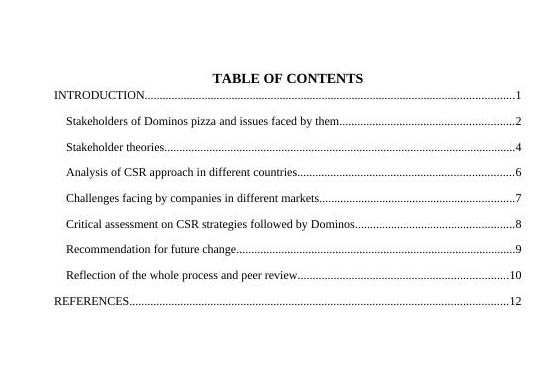 TABLE OF CONTENTS
INTRODUCTION...........................................................................................................................1
Stakeholders of Dominos pizza and issues faced by them...........................................................2
Stakeholder theories.....................................................................................................................4
Analysis of CSR approach in different countries.........................................................................6
Challenges facing by companies in different markets.................................................................7
Critical assessment on CSR strategies followed by Dominos.....................................................8
Recommendation for future change.............................................................................................9
Reflection of the whole process and peer review.......................................................................10
REFERENCES..............................................................................................................................12